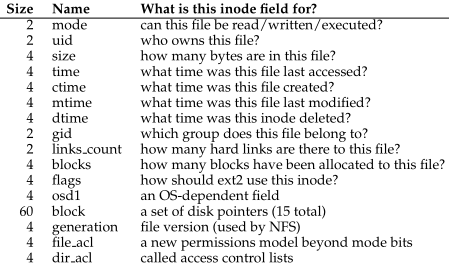 Size Name What is this inode field for?
2 mode can this file be read/written/executed?
2 uid who owns this file?
4 size how many bytes are in this file?
4 time what time was this file last accessed?
4 ctime what time was this file created?
4 mtime what time was this file last modified?
4 dtime what time was this inode deleted?
2 gid which group does this file belong to?
2 links_count how many hard links are there to this file?
4 blocks how many blocks have been allocated to this file?
4 flags how should ext2 use this inode?
4 osd1 an OS-dependent field
60 block a set of disk pointers (15 total)
4 generation file version (used by NFS)
4 file_acl a new permissions model beyond mode bits
4 dir_acl called access control lists